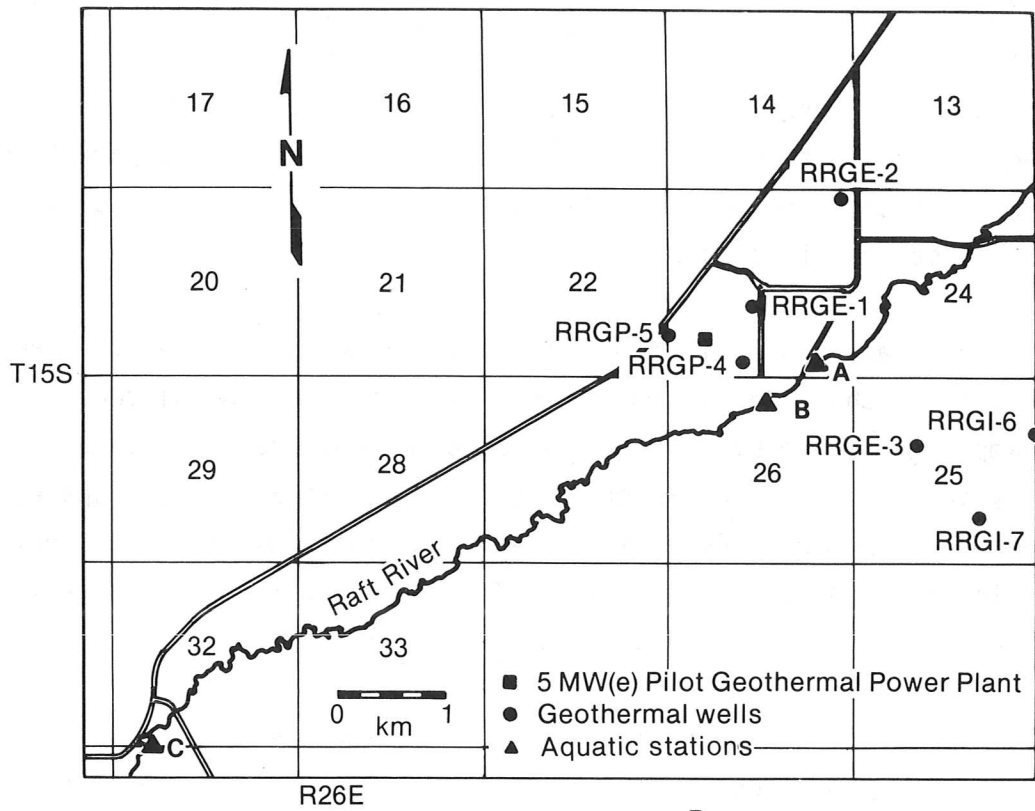 17
16
15
14
13
N
RRGE-2
20
21
22
24
RRGE-1
RRGP-5
RRGP-4
T15S
A
B
RRGI-6
RRGE-3
29
28
26
25
RRGI-7
Raft River
32
33
5 MW(e) Pilot Geothermal Power Plant
0 1
km
Geothermal wells
Aquatic stations
C
R26E